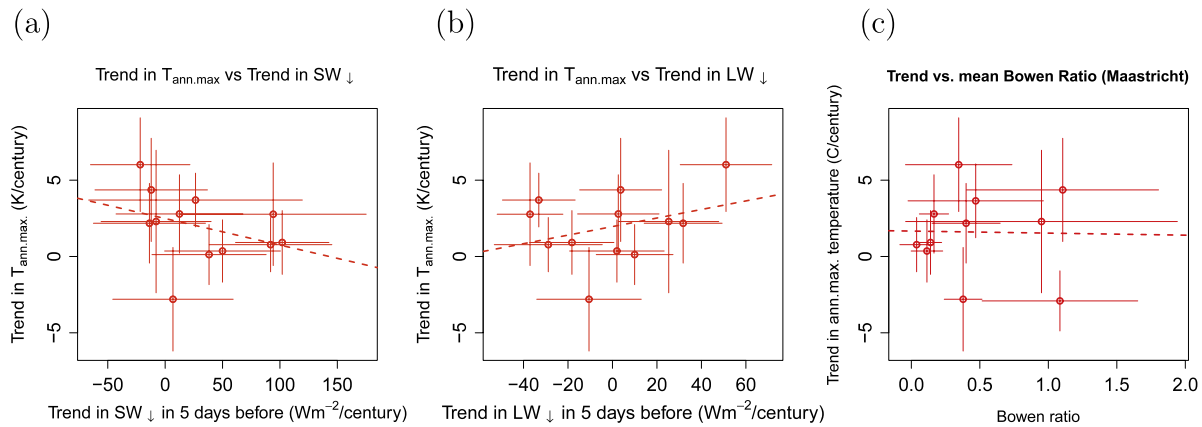 (a)
Trend in Tann.max vs Trend in SW ↓
Trend in Tann.max. (K/century)
5
0
−5
−50 0 50 100 150
Trend in SW ↓ in 5 days before (Wm−2/century)
(b)
Trend in Tann.max vs Trend in LW ↓
Trend in Tann.max. (K/century)
5
0
−5
−40 −20 0 20 40 60
Trend in LW ↓ in 5 days before (Wm−2/century)
(c)
Trend vs. mean Bowen Ratio (Maastricht)
Trend in ann.max. temperature (C/century)
5
0
−5
0.0 0.5 1.0 1.5 2.0
Bowen ratio